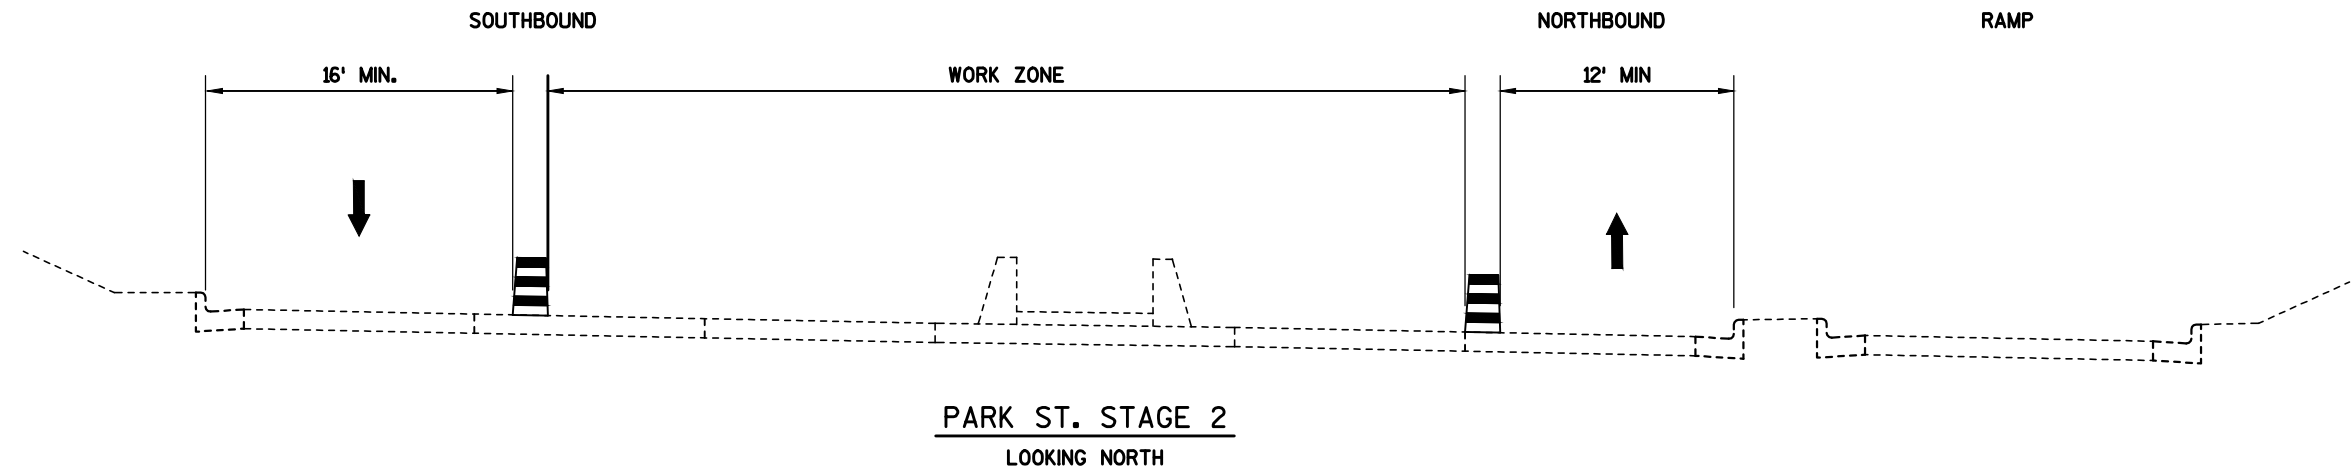 SOUTHBOUND
NORTHBOUND
RAMP
16' MIN.
WORK ZONE
12' MIN
PARK ST. STAGE 2
LOOKING NORTH